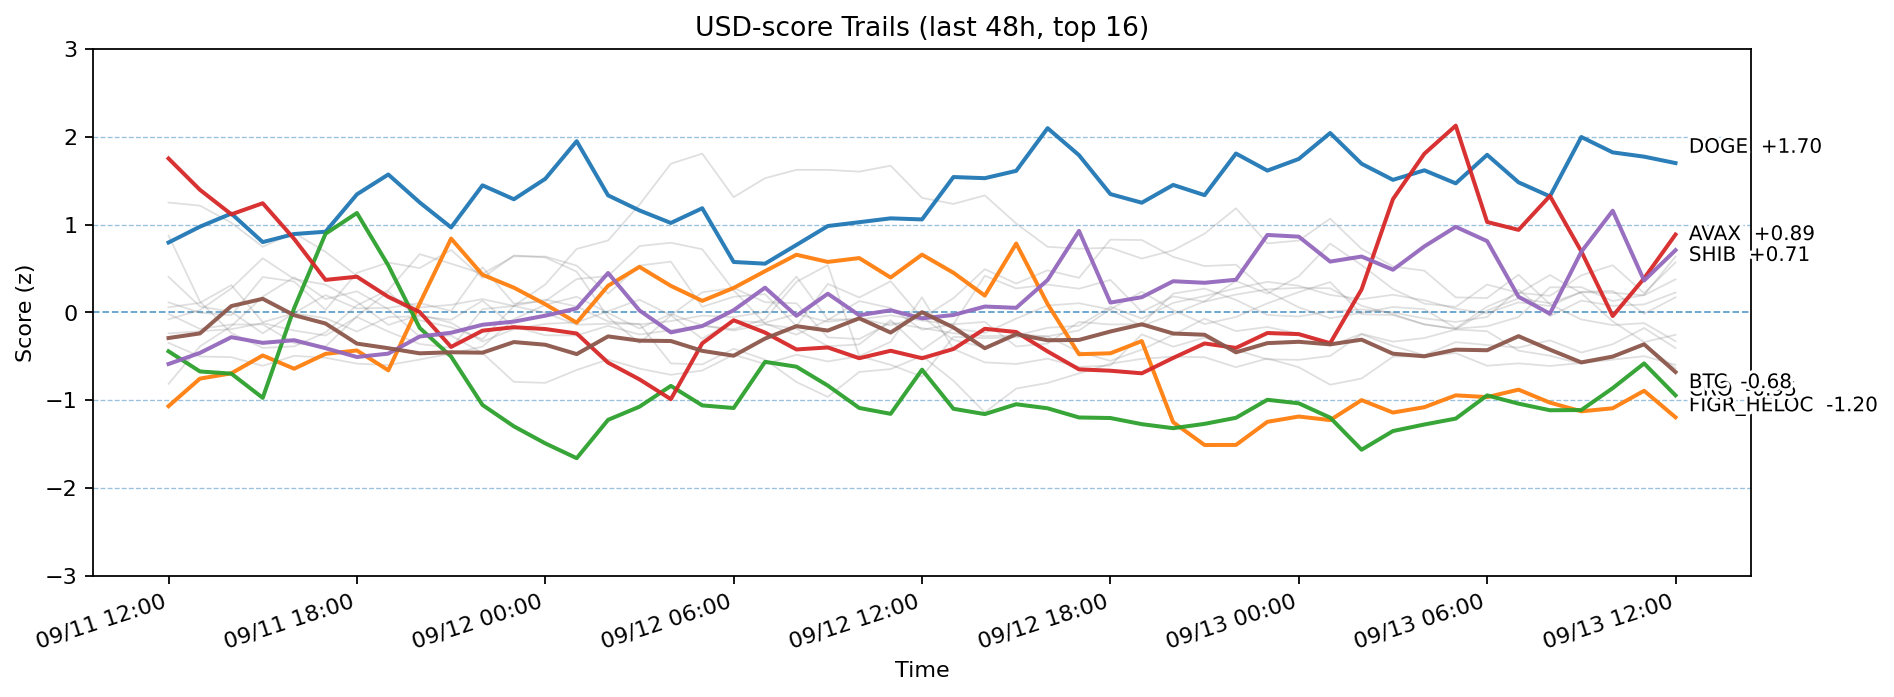 USD-score Trails (last 48h, top 16)
Score (z)
3
2
1
0
−1
−2
−3
DOGE +1.70
AVAX +0.89
SHIB +0.71
BTC -0.68
FIGR_HELOC -1.20
09/11 12:00
09/11 18:00
09/12 00:00
09/12 06:00
09/12 12:00
09/12 18:00
09/13 00:00
09/13 06:00
09/13 12:00
Time